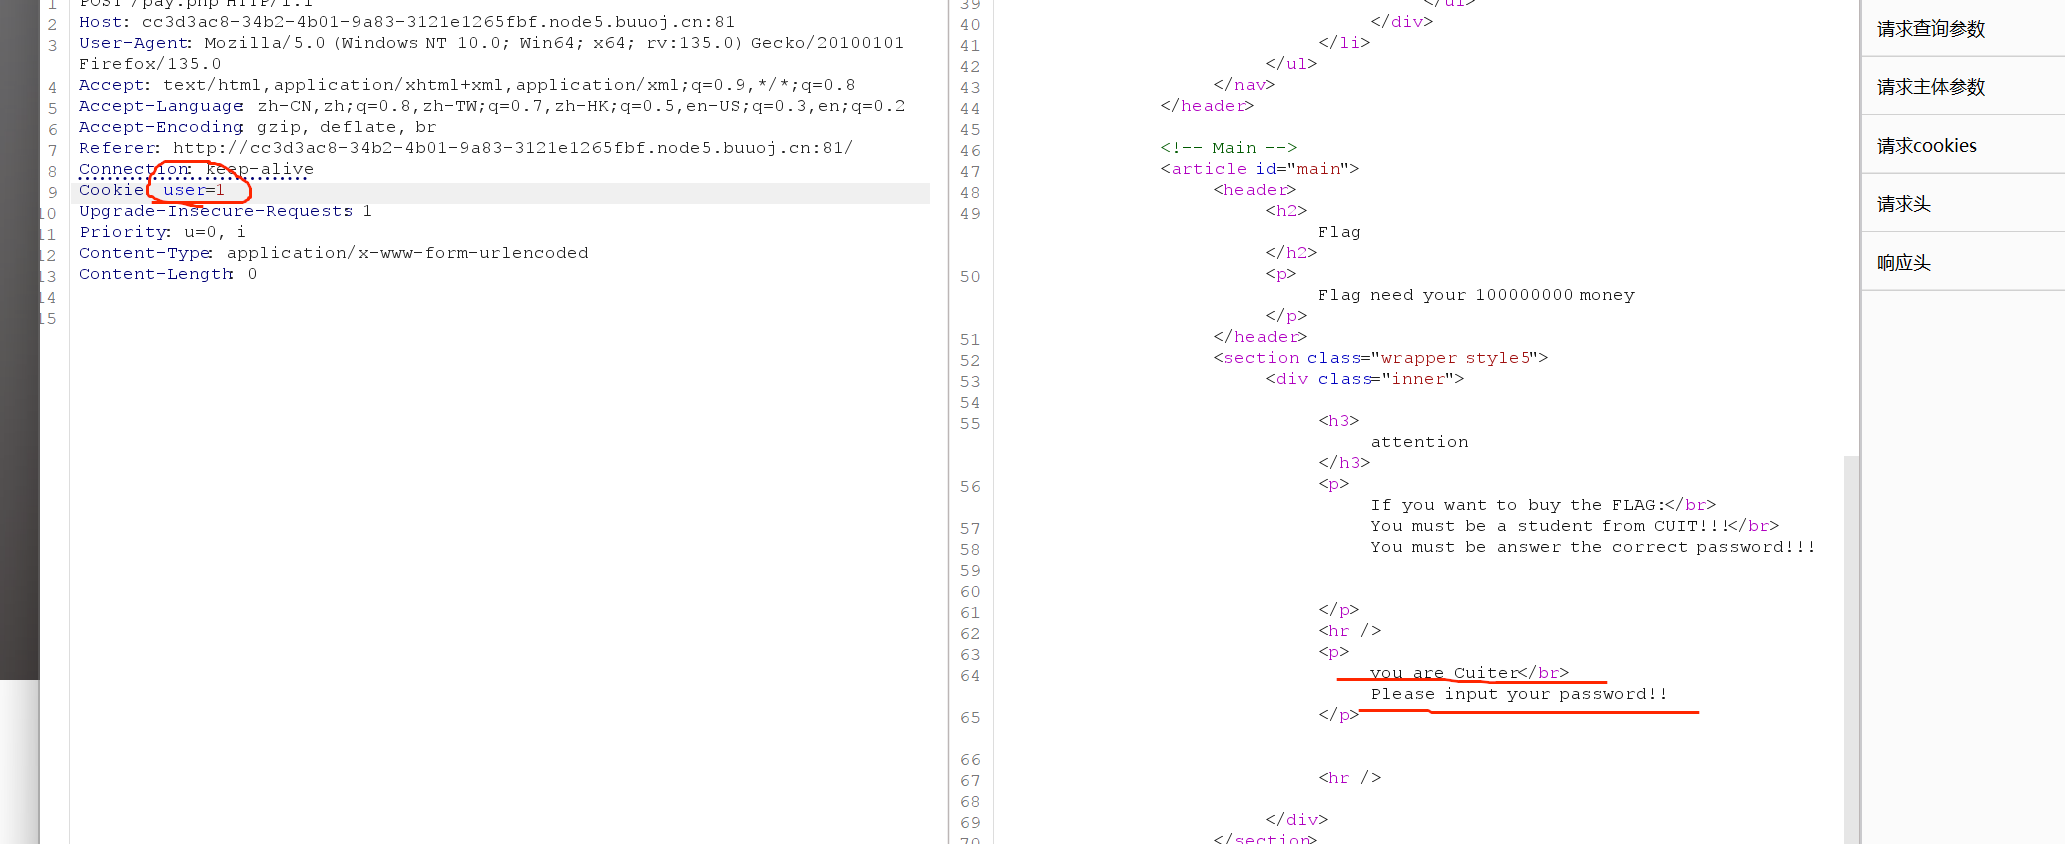 1 POST /pay.php HTTP/1.1
2 Host: cc3d3ac8-34b2-4b01-9a83-3121e1265fbf.node5.buuoj.cn:81
3 User-Agent: Mozilla/5.0 (Windows NT 10.0; Win64; x64; rv:135.0) Gecko/20100101
Firefox/135.0
4 Accept: text/html,application/xhtml+xml,application/xml;q=0.9,*/*;q=0.8
5 Accept-Language: zh-CN,zh;q=0.8,zh-TW;q=0.7,zh-HK;q=0.5,en-US;q=0.3,en;q=0.2
6 Accept-Encoding: gzip, deflate, br
7 Referer: http://cc3d3ac8-34b2-4b01-9a83-3121e1265fbf.node5.buuoj.cn:81/
8 Connection: keep-alive
9 Cookie: user=1
10 Upgrade-Insecure-Requests: 1
11 Priority: u=0, i
12 Content-Type: application/x-www-form-urlencoded
13 Content-Length: 0
14
15
39 </ul>
40 </div>
41 </li>
42 </ul>
43 </nav>
44 </header>
45
46 <!-- Main -->
47 <article id="main">
48 <header>
49 <h2>
Flag
</h2>
50 <p>
Flag need your 100000000 money
</p>
51 </header>
52 <section class="wrapper style5">
53 <div class="inner">
54
55 <h3>
attention
</h3>
56 <p>
If you want to buy the FLAG:</br>
57 You must be a student from CUIT!!!</br>
58 You must be answer the correct password!!!
59
60
61 </p>
62 <hr />
63 <p>
64 you are Cuiter</br>
Please input your password!!
65 </p>
66
67 <hr />
68
69 </div>
70 </section>
请求查询参数
请求主体参数
请求cookies
请求头
响应头